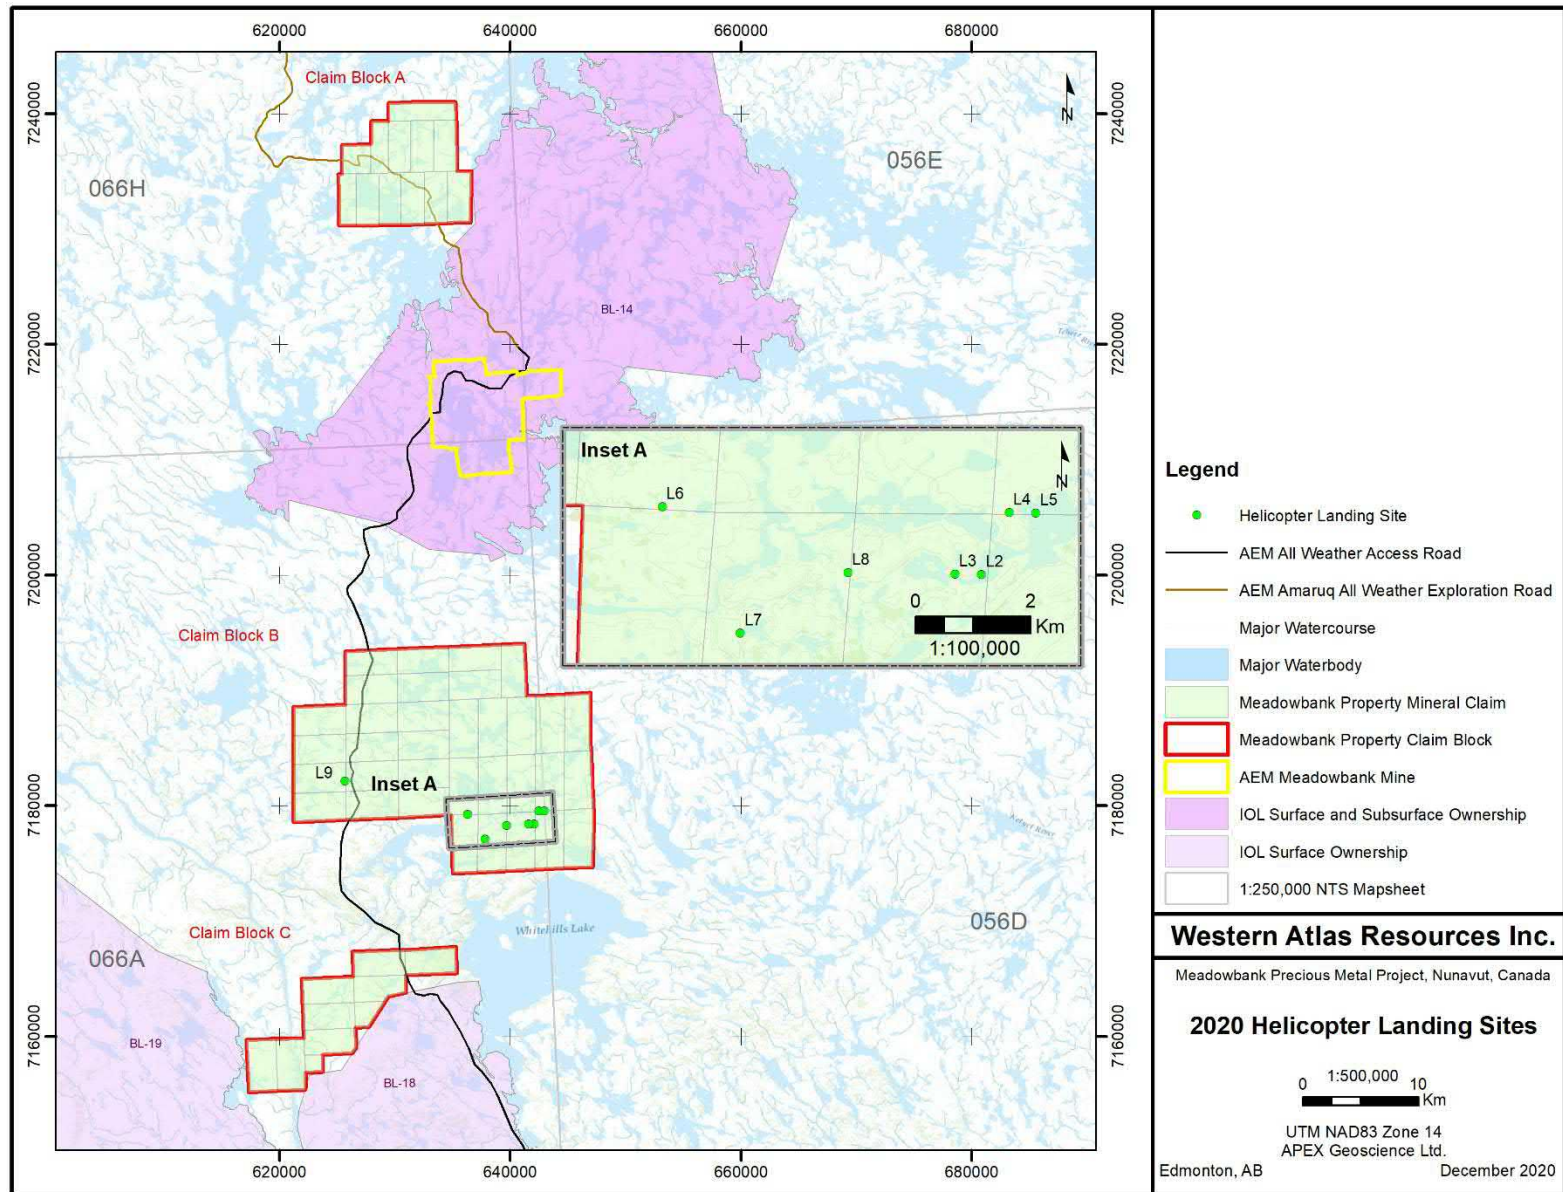 620000
640000
660000
680000
Claim Block A
N
7240000
7240000
056E
066H
BL-14
7220000
7220000
Inset A
N
L6
L4
L5
L8
L3
L2
L7
0
2
Km
1:100,000
7200000
7200000
Claim Block B
L9
Inset A
7180000
7180000
Whitehills Lake
056D
Claim Block C
066A
7160000
7160000
BL-19
BL-18
620000
640000
660000
680000
Legend
Helicopter Landing Site
AEM All Weather Access Road
AEM Amaruq All Weather Exploration Road
Major Watercourse
Major Waterbody
Meadowbank Property Mineral Claim
Meadowbank Property Claim Block
AEM Meadowbank Mine
IOL Surface and Subsurface Ownership
IOL Surface Ownership
1:250,000 NTS Mapsheet
Western Atlas Resources Inc.
Meadowbank Precious Metal Project, Nunavut, Canada
2020 Helicopter Landing Sites
1:500,000
0
10
Km
UTM NAD83 Zone 14
APEX Geoscience Ltd.
Edmonton, AB
December 2020